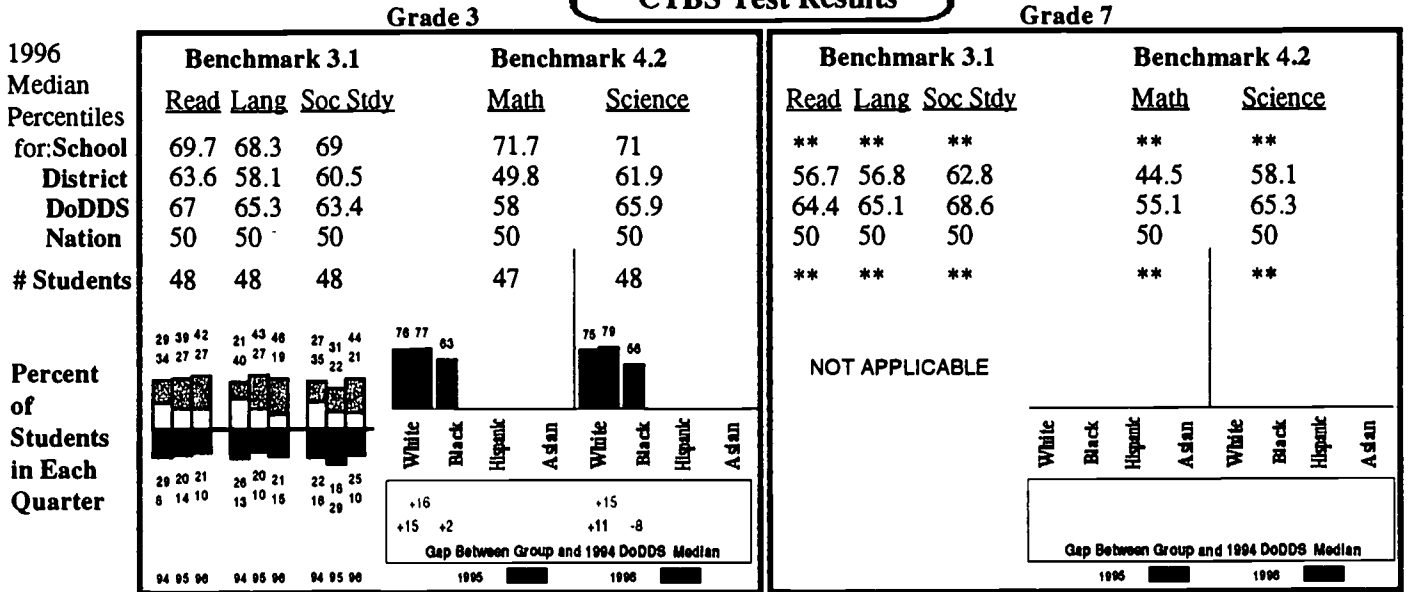 CTBS Test Results
Grade 3
Grade 7
1996
Median
Percentiles
for:School
District
DoDDS
Nation
# Students
Benchmark 3.1 Benchmark 4.2
Read Lang Soc Stdy Math Science
69.7 68.3 69 71.7 71
63.6 58.1 60.5 49.8 61.9
67 65.3 63.4 58 65.9
50 50 50 50 50
48 48 48 47 48
Percent
of
Students
in Each
Quarter
29 39 42 21 43 46 27 31 44
34 27 27 40 27 19 35 22 21
29 20 21 26 20 21 22 18 25
8 14 10 13 10 15 16 29 10
94 95 96 94 95 96 94 95 96
76 77 63 75 79 66
White Black Hispanic Asian White Black Hispanic Asian
+16 +15
+15 +2 +11 -8
Gap Between Group and 1994 DoDDS Median
1995 1996
Benchmark 3.1 Benchmark 4.2
Read Lang Soc Stdy Math Science
** ** ** ** **
56.7 56.8 62.8 44.5 58.1
64.4 65.1 68.6 55.1 65.3
50 50 50 50 50
** ** ** ** **
NOT APPLICABLE
White Black Hispanic Asian White Black Hispanic Asian
Gap Between Group and 1994 DoDDS Median
1995 1996